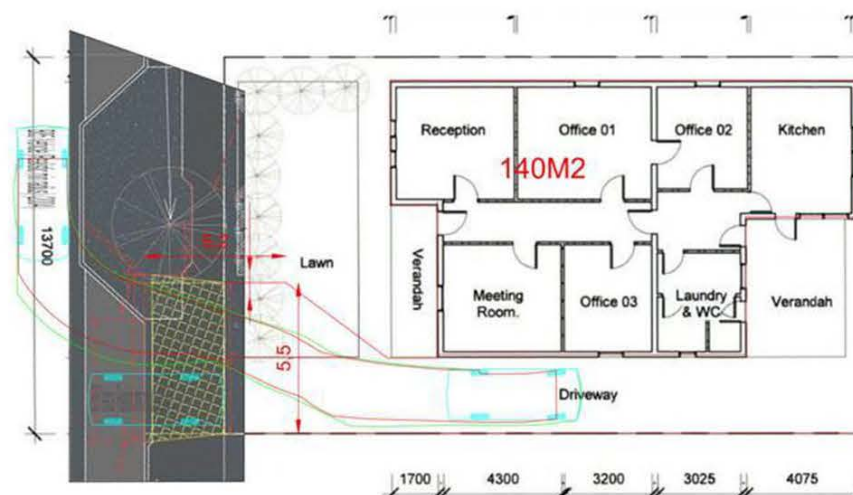 Reception
Office 01
Office 02
Kitchen
140M2
13700
Lawn
Verandah
Meeting
Room.
Office 03
Laundry
& WC
Verandah
5.5
Driveway
1700
4300
3200
3025
4075